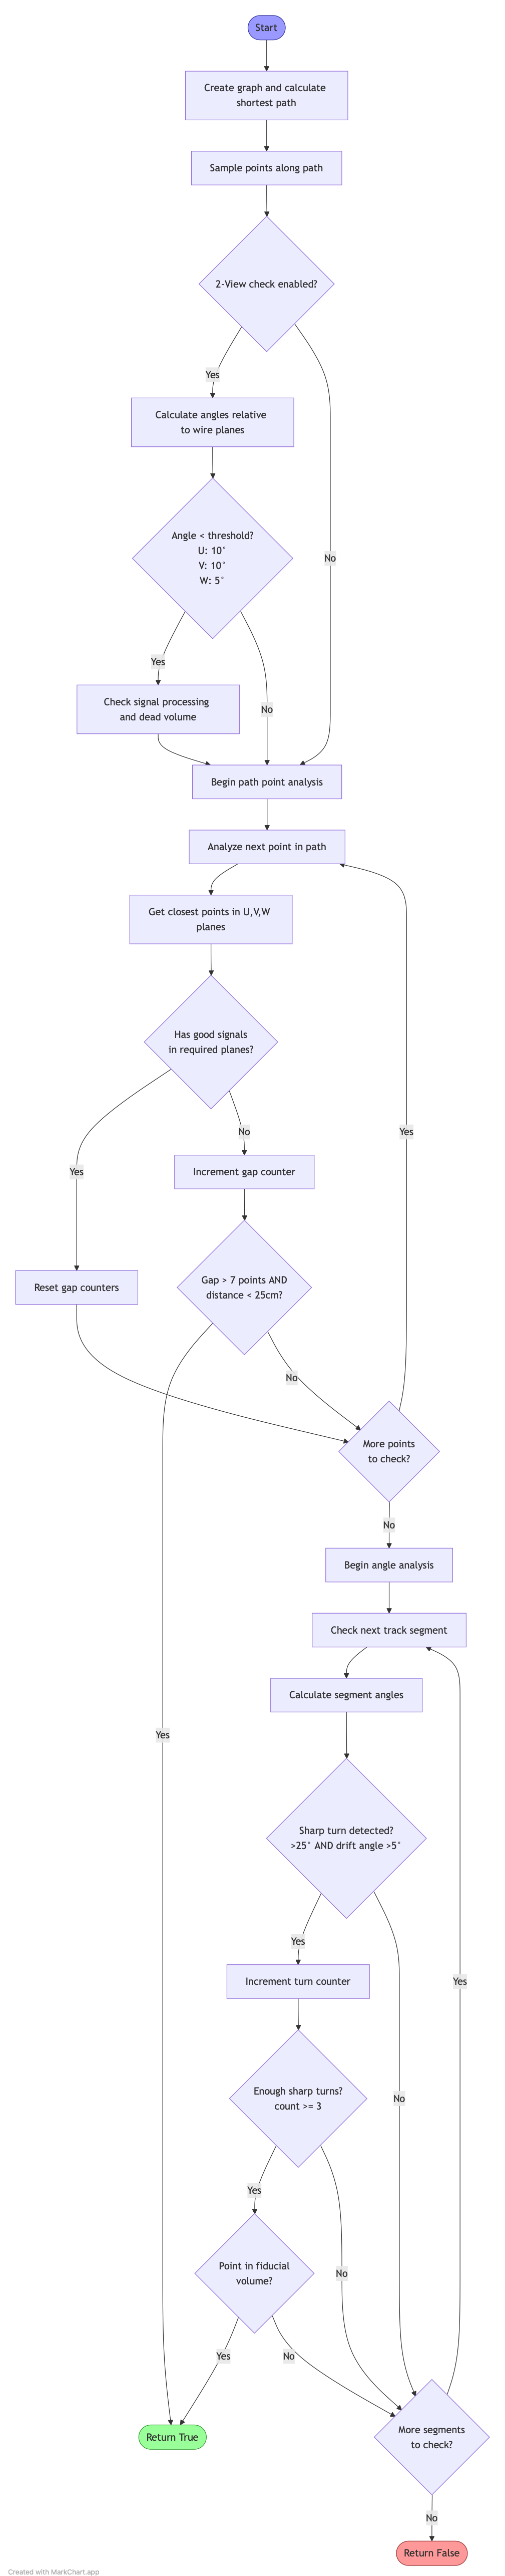 Start
Create graph and calculate
shortest path
Sample points along path
2-View check enabled?
Yes
Calculate angles relative
to wire planes
Angle < threshold?
U: 10°
V: 10°
W: 5°
No
Yes
Check signal processing
and dead volume
No
Begin path point analysis
Analyze next point in path
Get closest points in U,V,W
planes
Has good signals
in required planes?
No
Yes
Yes
Increment gap counter
Reset gap counters
Gap > 7 points AND
distance < 25cm?
No
More points
to check?
No
Begin angle analysis
Check next track segment
Calculate segment angles
Yes
Sharp turn detected?
>25° AND drift angle >5°
Yes
Increment turn counter
Yes
Enough sharp turns?
count >= 3
No
Yes
Point in fiducial
volume?
No
Yes
No
Return True
More segments
to check?
No
Return False
Created with MarkChart.app